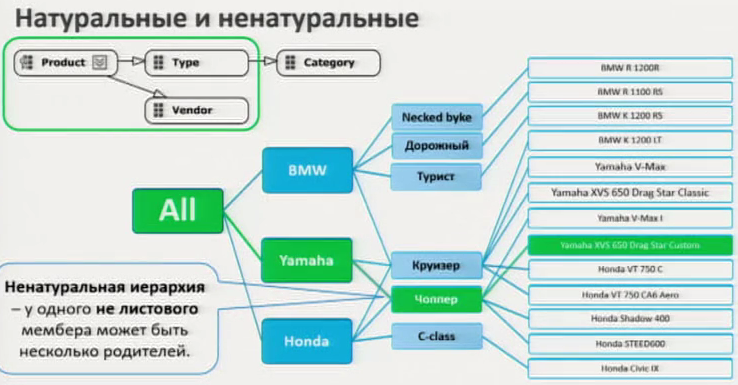 Натуральные и ненатуральные
Product
Type
Category
Vendor
All
BMW
Yamaha
Honda
Necked byke
Дорожный
Турист
Круизер
Чоппер
C-class
BMW R 1200R
BMW R 1100 RS
BMW K 1200 RS
BMW K 1200 LT
Yamaha V-Max
Yamaha XVS 650 Drag Star Classic
Yamaha V-Max I
Yamaha XVS 650 Drag Star Custom
Honda VT 750 C
Honda VT 750 CA6 Aero
Honda Shadow 400
Honda STEED600
Honda Civic IX
Ненатуральная иерархия
– у одного не листового
мембера может быть
несколько родителей.